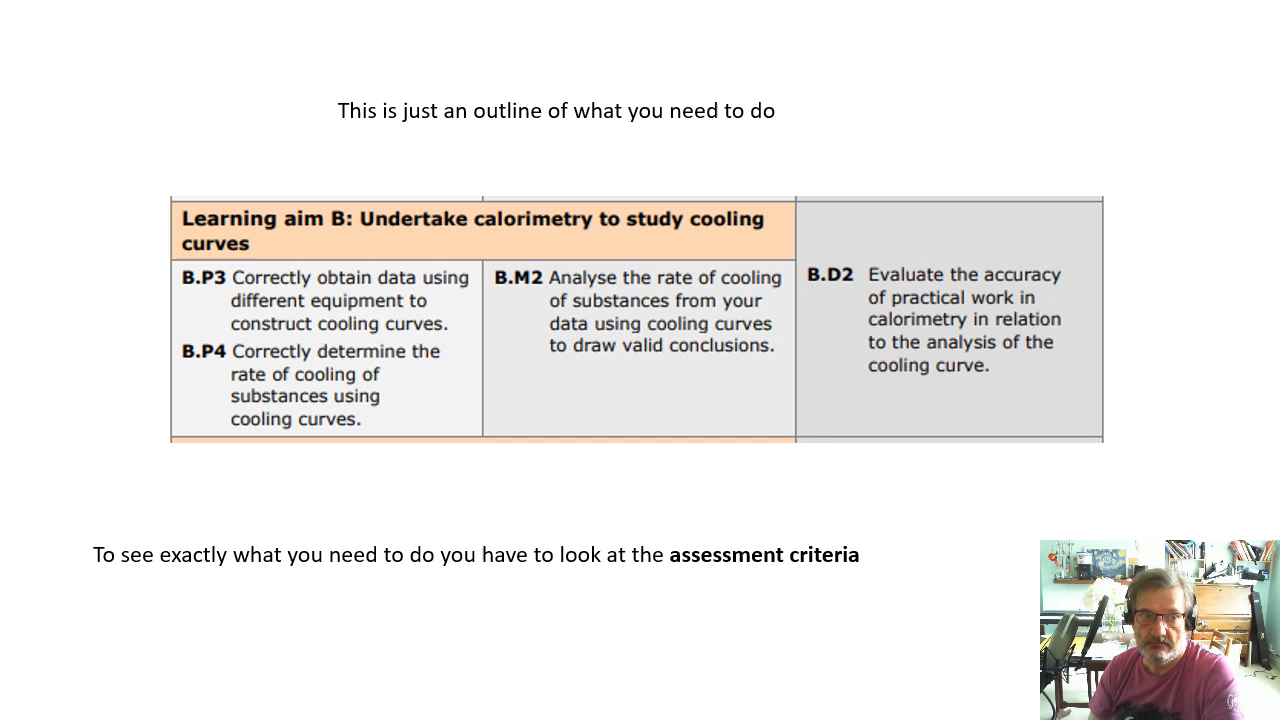 This is just an outline of what you need to do
Learning aim B: Undertake calorimetry to study cooling
curves
B.P3 Correctly obtain data using
different equipment to
construct cooling curves.
B.P4 Correctly determine the
rate of cooling of
substances using
cooling curves.
B.M2 Analyse the rate of cooling
of substances from your
data using cooling curves
to draw valid conclusions.
B.D2 Evaluate the accuracy
of practical work in
calorimetry in relation
to the analysis of the
cooling curve.
To see exactly what you need to do you have to look at the assessment criteria